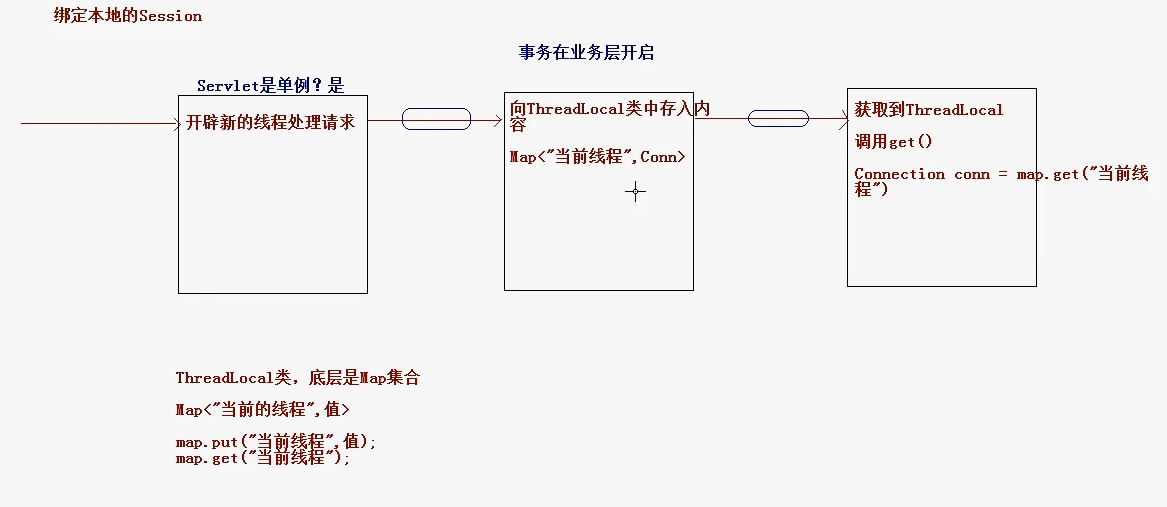 绑定本地的Session
事务在业务层开启
Servlet是单例？是
开辟新的线程处理请求
向ThreadLocal类中存入内
容
Map<"当前线程",Conn>
获取到ThreadLocal
调用get()
Connection conn = map.get("当前线
程")
ThreadLocal类，底层是Map集合
Map<"当前的线程",值>
map.put("当前线程",值);
map.get("当前线程");